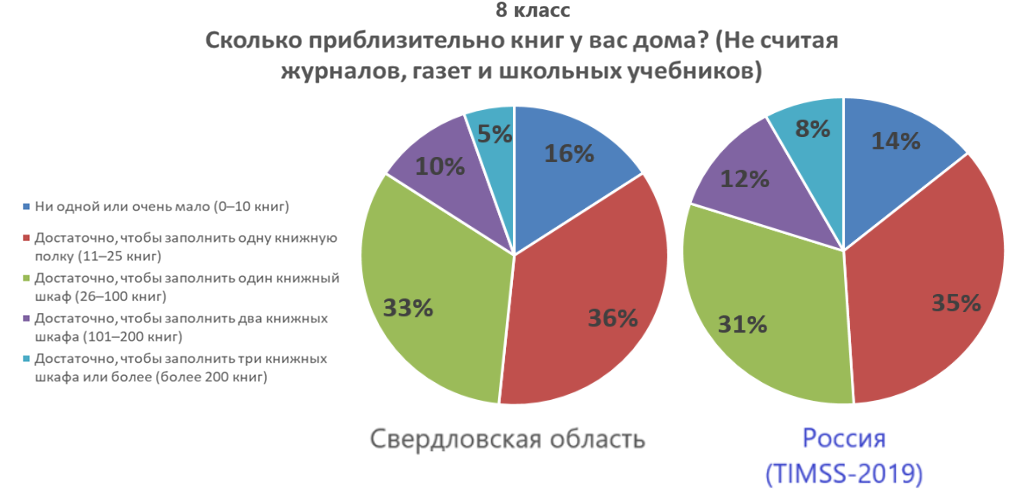 8 класс
Сколько приблизительно книг у вас дома? (Не считая
журналов, газет и школьных учебников)
Ни одной или очень мало (0–10 книг)
Достаточно, чтобы заполнить одну книжную
полку (11–25 книг)
Достаточно, чтобы заполнить один книжный
шкаф (26–100 книг)
Достаточно, чтобы заполнить два книжных
шкафа (101–200 книг)
Достаточно, чтобы заполнить три книжных
шкафа или более (более 200 книг)
5%
16%
10%
33%
36%
Свердловская область
8%
14%
12%
31%
35%
Россия
(TIMSS-2019)